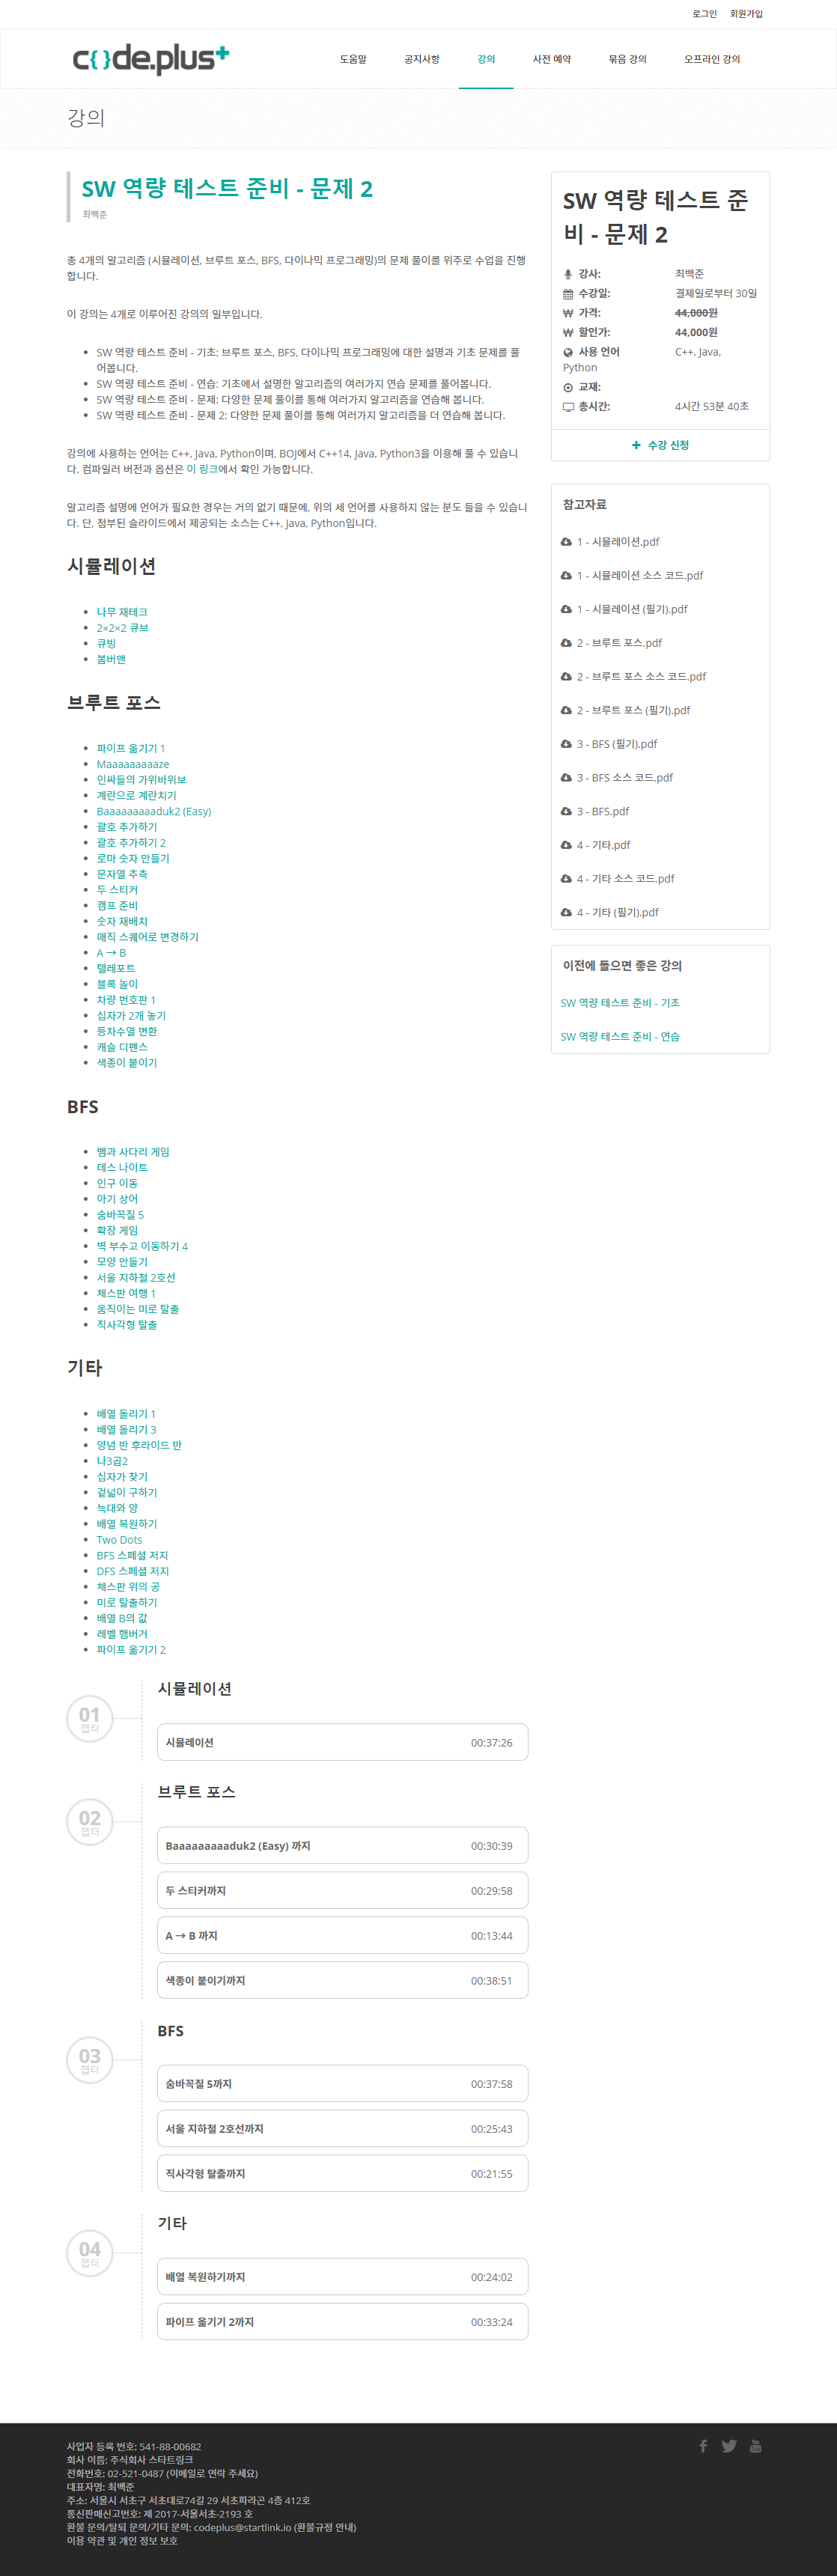 로그인 회원가입
c{}de.plus+
도움말 공지사항 강의 사전 예약 묶음 강의 오프라인 강의
강의
SW 역량 테스트 준비 - 문제 2
최백준
총 4개의 알고리즘 (시뮬레이션, 브루트 포스, BFS, 다이나믹 프로그래밍)의 문제 풀이를 위주로 수업을 진행
합니다.
이 강의는 4개로 이루어진 강의의 일부입니다.
SW 역량 테스트 준비 - 기초: 브루트 포스, BFS, 다이나믹 프로그래밍에 대한 설명과 기초 문제를 풀
어봅니다.
SW 역량 테스트 준비 - 연습: 기초에서 설명한 알고리즘의 여러가지 연습 문제를 풀어봅니다.
SW 역량 테스트 준비 - 문제: 다양한 문제 풀이를 통해 여러가지 알고리즘을 연습해 봅니다.
SW 역량 테스트 준비 - 문제 2: 다양한 문제 풀이를 통해 여러가지 알고리즘을 더 연습해 봅니다.
강의에 사용하는 언어는 C++, Java, Python이며, BOJ에서 C++14, Java, Python3을 이용해 풀 수 있습니
다. 컴파일러 버전과 옵션은 이 링크에서 확인 가능합니다.
알고리즘 설명에 언어가 필요한 경우는 거의 없기 때문에, 위의 세 언어를 사용하지 않는 분도 들을 수 있습니
다. 단, 첨부된 슬라이드에서 제공되는 소스는 C++, Java, Python입니다.
시뮬레이션
나무 재테크
2×2×2 큐브
큐빙
봄버맨
브루트 포스
파이프 옮기기 1
Maaaaaaaaaze
인싸들의 가위바위보
계란으로 계란치기
Baaaaaaaaaduk2 (Easy)
괄호 추가하기
괄호 추가하기 2
로마 숫자 만들기
문자열 추측
두 스티커
캠프 준비
숫자 재배치
매직 스퀘어로 변경하기
A → B
텔레포트
블록 놀이
차량 번호판 1
십자가 2개 놓기
등차수열 변환
캐슬 디펜스
색종이 붙이기
BFS
뱀과 사다리 게임
데스 나이트
인구 이동
아기 상어
숨바꼭질 5
확장 게임
벽 부수고 이동하기 4
모양 만들기
서울 지하철 2호선
체스판 여행 1
움직이는 미로 탈출
직사각형 탈출
기타
배열 돌리기 1
배열 돌리기 3
양념 반 후라이드 반
나3곱2
십자가 찾기
겉넓이 구하기
늑대와 양
배열 복원하기
Two Dots
BFS 스페셜 저지
DFS 스페셜 저지
체스판 위의 공
미로 탈출하기
배열 B의 값
레벨 햄버거
파이프 옮기기 2
01
챕터
시뮬레이션
시뮬레이션 00:37:26
02
챕터
브루트 포스
Baaaaaaaaaduk2 (Easy) 까지 00:30:39
두 스티커까지 00:29:58
A → B 까지 00:13:44
색종이 붙이기까지 00:38:51
03
챕터
BFS
숨바꼭질 5까지 00:37:58
서울 지하철 2호선까지 00:25:43
직사각형 탈출까지 00:21:55
04
챕터
기타
배열 복원하기까지 00:24:02
파이프 옮기기 2까지 00:33:24
SW 역량 테스트 준
비 - 문제 2
강사: 최백준
수강일: 결제일로부터 30일
₩ 가격: 44,000원
₩ 할인가: 44,000원
사용 언어 C++, Java,
Python
교재:
총시간: 4시간 53분 40초
+ 수강 신청
참고자료
1 - 시뮬레이션.pdf
1 - 시뮬레이션 소스 코드.pdf
1 - 시뮬레이션 (필기).pdf
2 - 브루트 포스.pdf
2 - 브루트 포스 소스 코드.pdf
2 - 브루트 포스 (필기).pdf
3 - BFS (필기).pdf
3 - BFS 소스 코드.pdf
3 - BFS.pdf
4 - 기타.pdf
4 - 기타 소스 코드.pdf
4 - 기타 (필기).pdf
이전에 들으면 좋은 강의
SW 역량 테스트 준비 - 기초
SW 역량 테스트 준비 - 연습
사업자 등록 번호: 541-88-00682
회사 이름: 주식회사 스타트링크
전화번호: 02-521-0487 (이메일로 연락 주세요)
대표자명: 최백준
주소: 서울시 서초구 서초대로74길 29 서초파라곤 4층 412호
통신판매신고번호: 제 2017-서울서초-2193 호
환불 문의/탈퇴 문의/기타 문의: codeplus@startlink.io (환불규정 안내)
이용 약관 및 개인 정보 보호